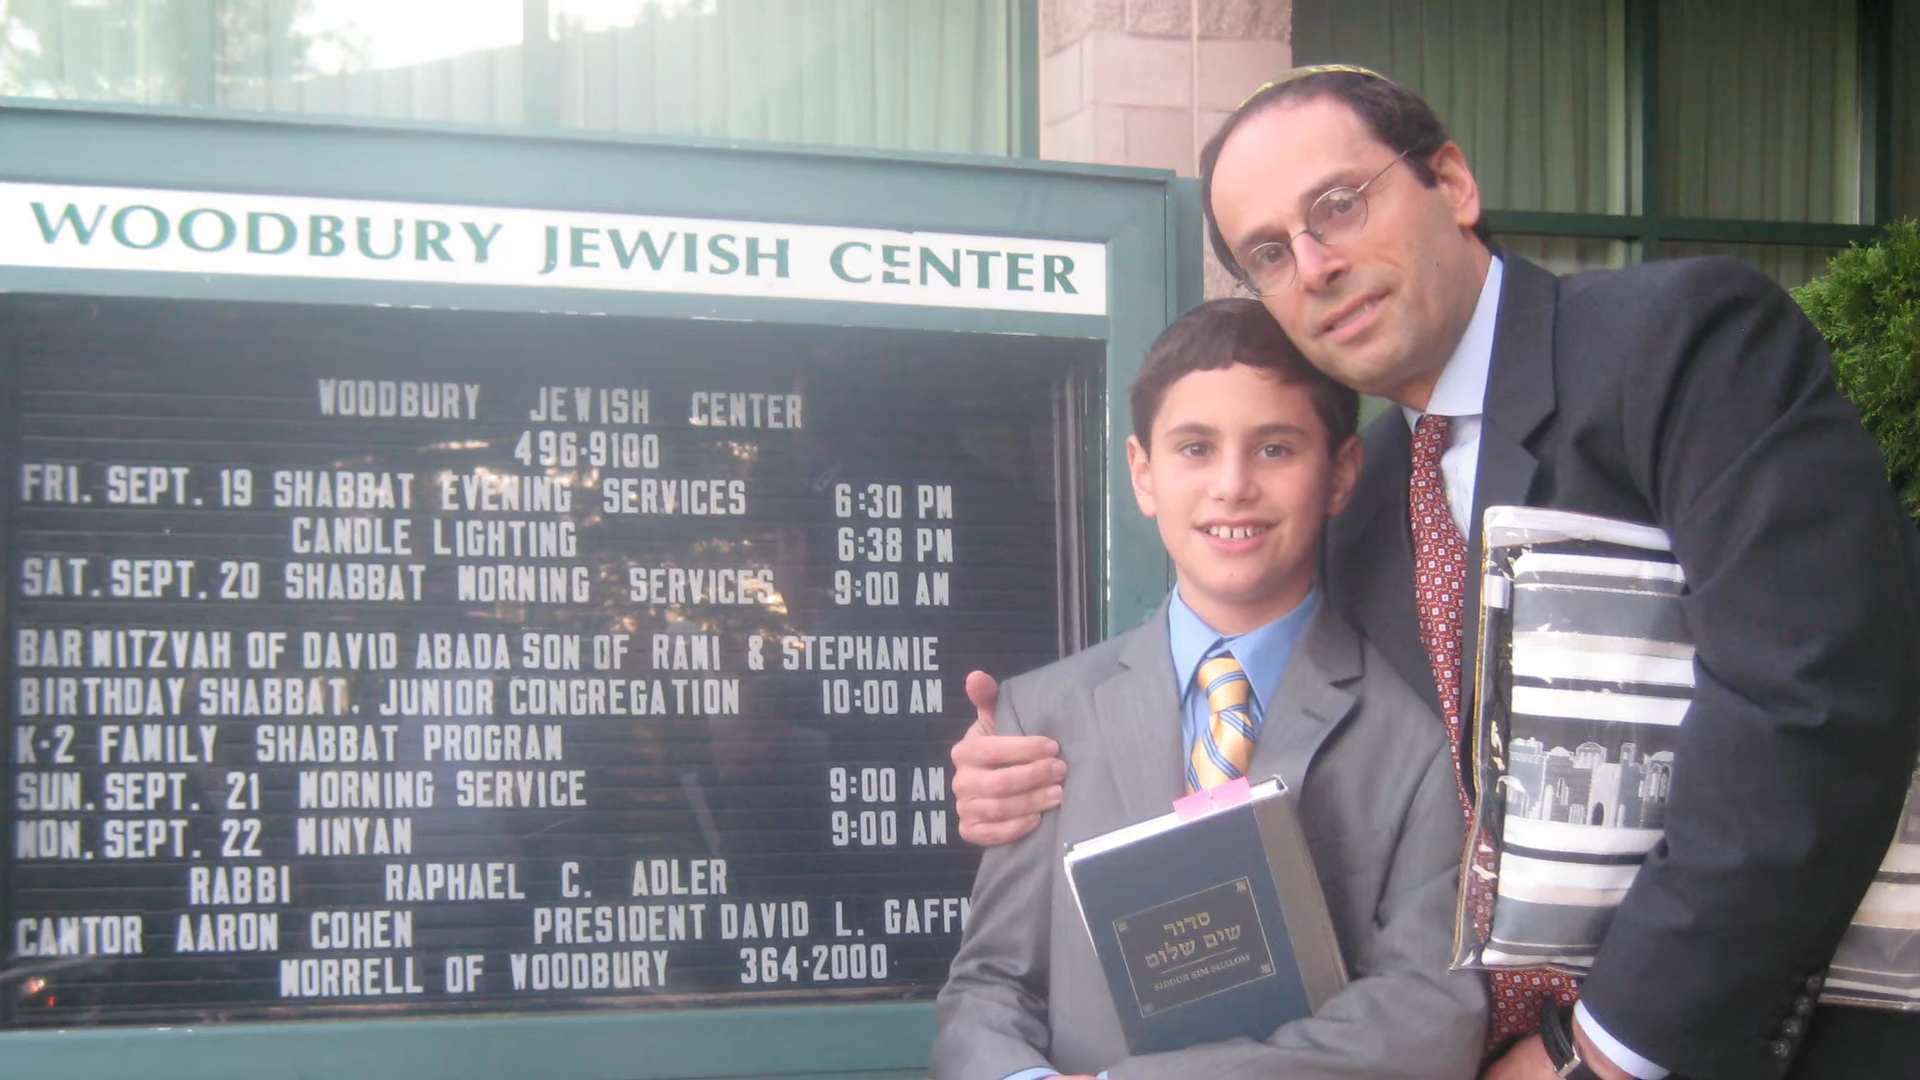 WOODBURY JEWISH CENTER
WOODBURY JEWISH CENTER
496-9100
FRI. SEPT. 19 SHABBAT EVENING SERVICES 6:30 PM
CANDLE LIGHTING 6:38 PM
SAT. SEPT. 20 SHABBAT MORNING SERVICES 9:00 AM
BAR MITZVAH OF DAVID ABADA SON OF RAMI & STEPHANIE
BIRTHDAY SHABBAT. JUNIOR CONGREGATION 10:00 AM
K-2 FAMILY SHABBAT PROGRAM
SUN. SEPT. 21 MORNING SERVICE 9:00 AM
MON. SEPT. 22 MINYAN 9:00 AM
RABBI RAPHAEL C. ADLER
CANTOR AARON COHEN PRESIDENT DAVID L. GAFFN
MORRELL OF WOODBURY 364-2000
סדור
שים שלום
SIDDUR SIM SHALOM